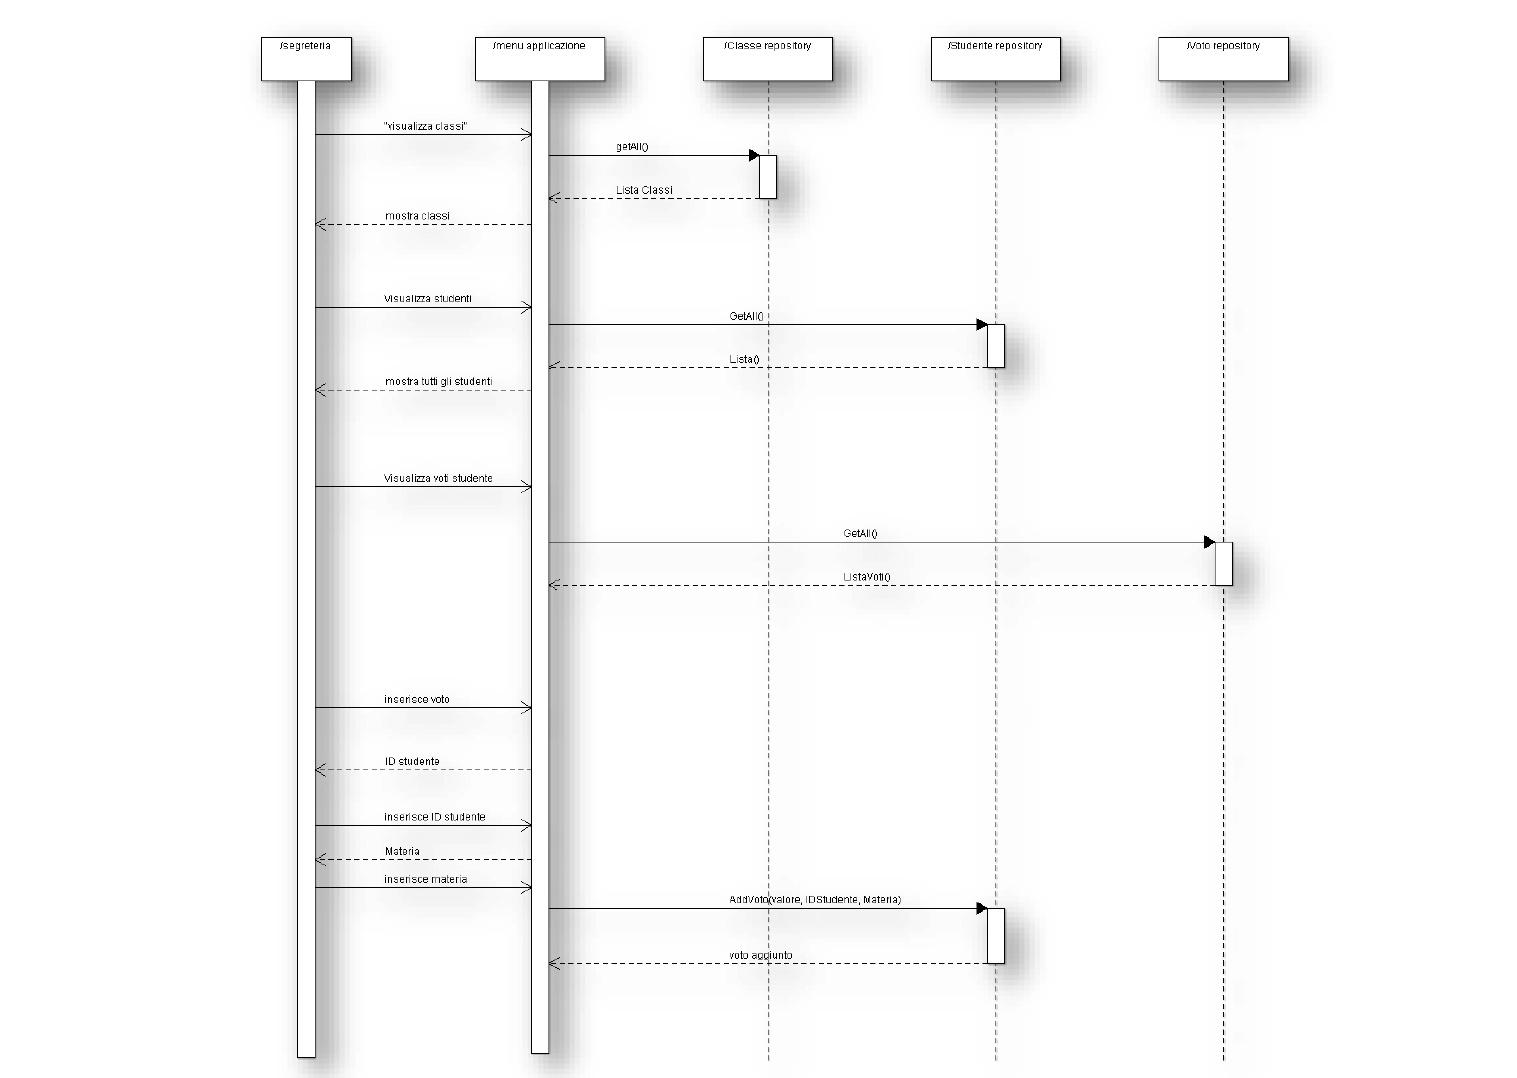 /segreteria
/menu applicazione
/Classe repository
/Studente repository
/Voto repository
"visualizza classi"
getAll()
Lista Classi
mostra classi
Visualizza studenti
GetAll()
Lista()
mostra tutti gli studenti
Visualizza voti studente
GetAll()
ListaVoti()
inserisce voto
ID studente
inserisce ID studente
Materia
inserisce materia
AddVoto(valore, IDStudente, Materia)
voto aggiunto